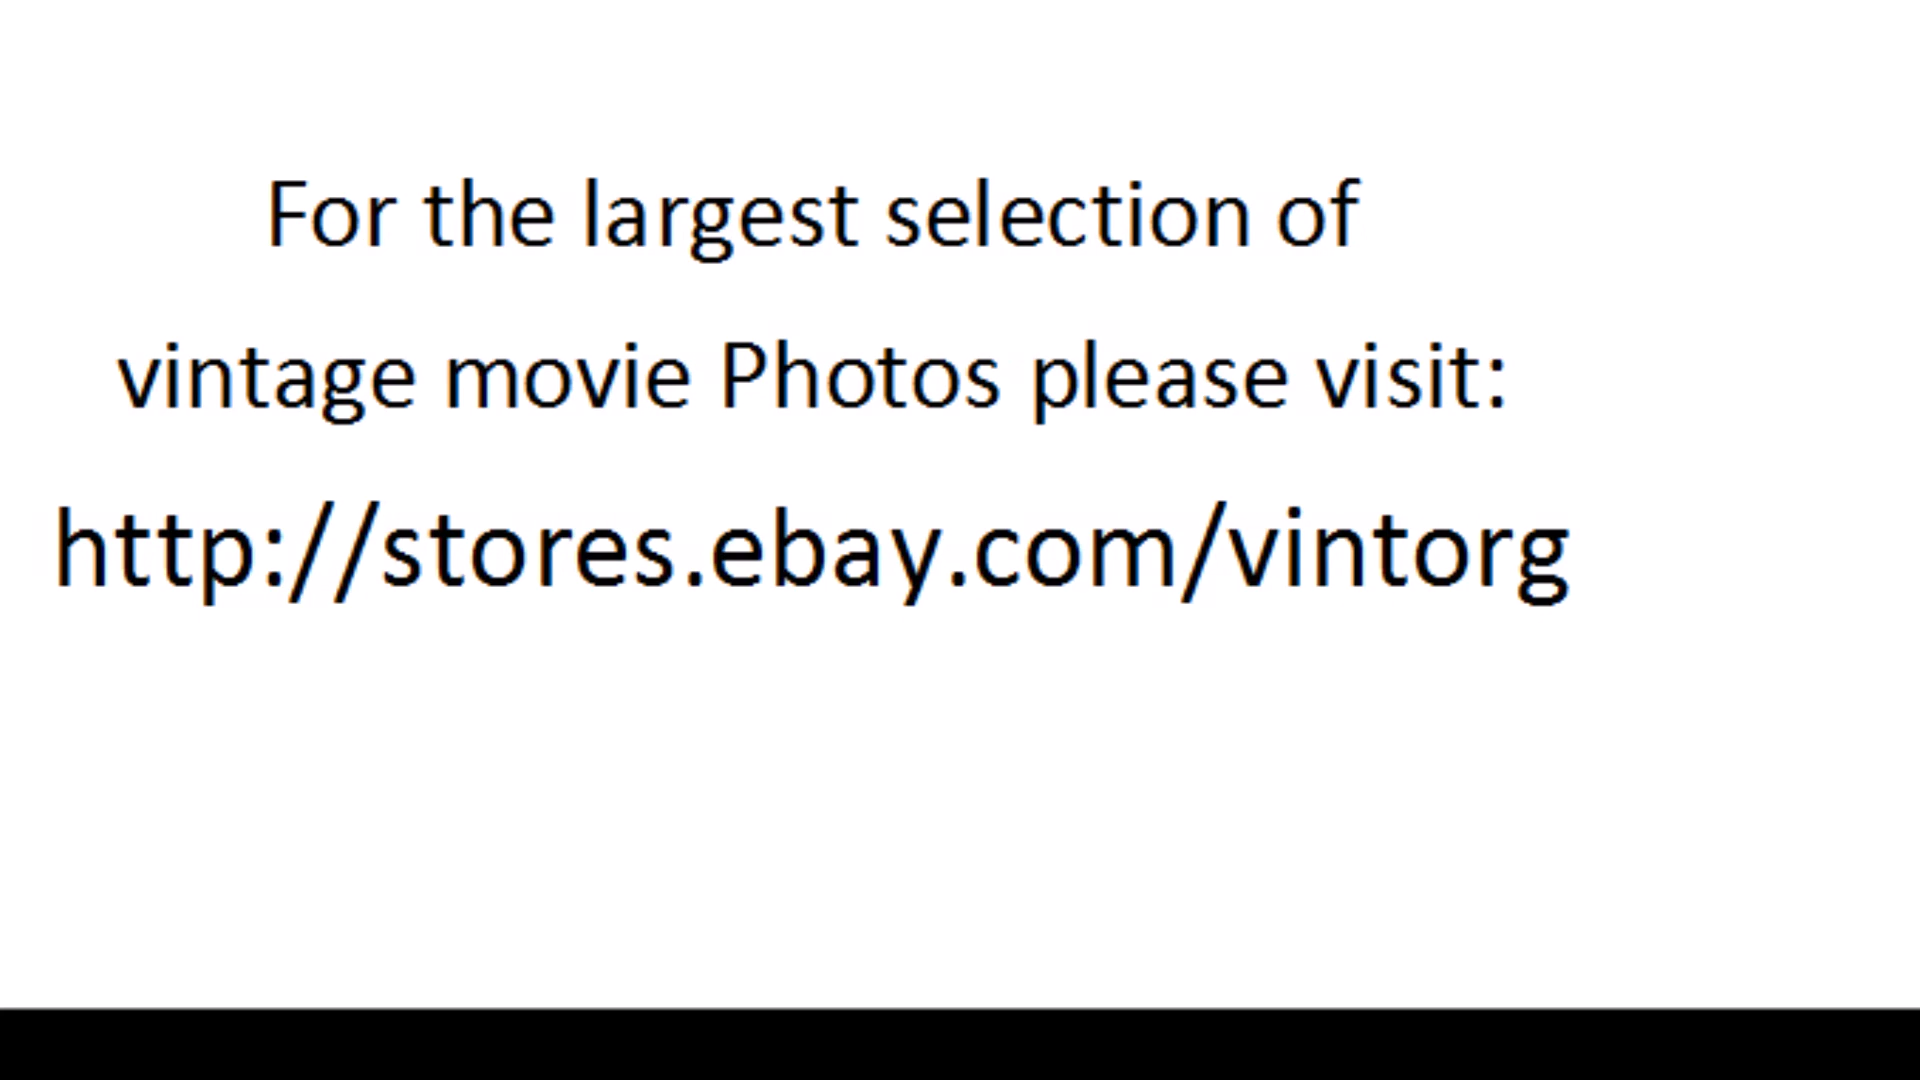 For the largest selection of
vintage movie Photos please visit:
http://stores.ebay.com/vintorg